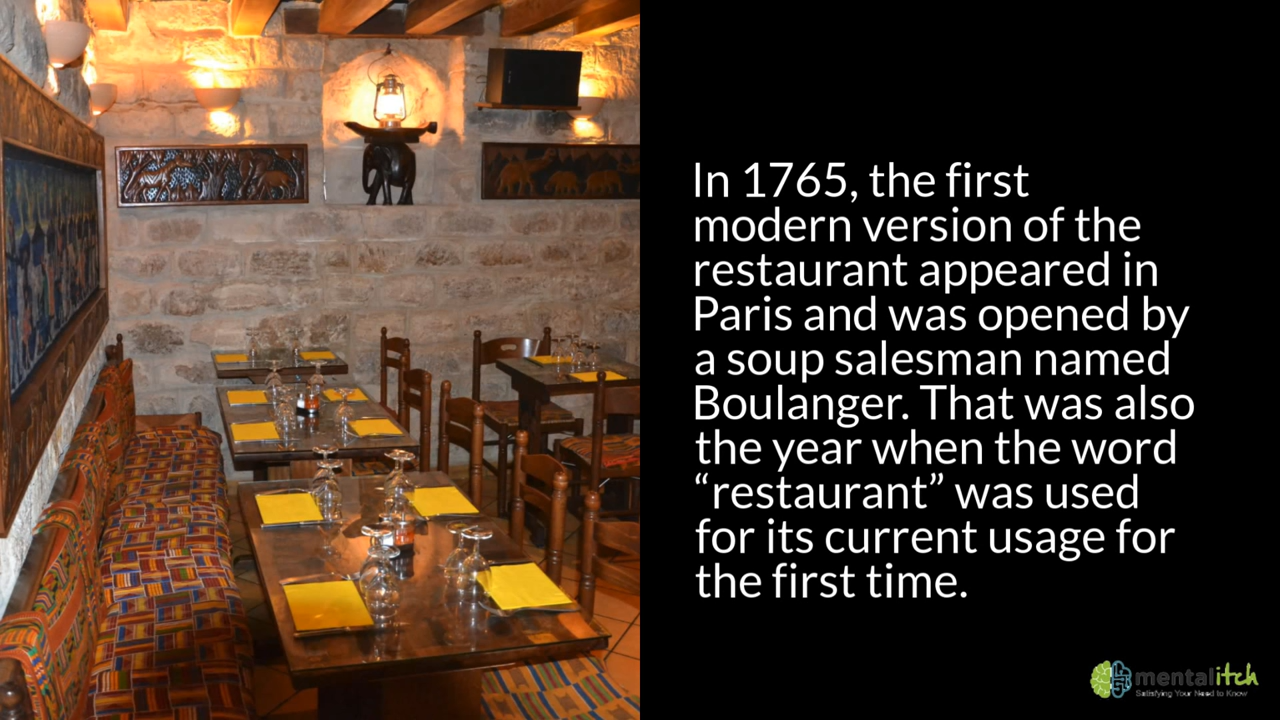 In 1765, the first
modern version of the
restaurant appeared in
Paris and was opened by
a soup salesman named
Boulanger. That was also
the year when the word
“restaurant” was used
for its current usage for
the first time.
mentalitch
Satisfying Your Need to Know